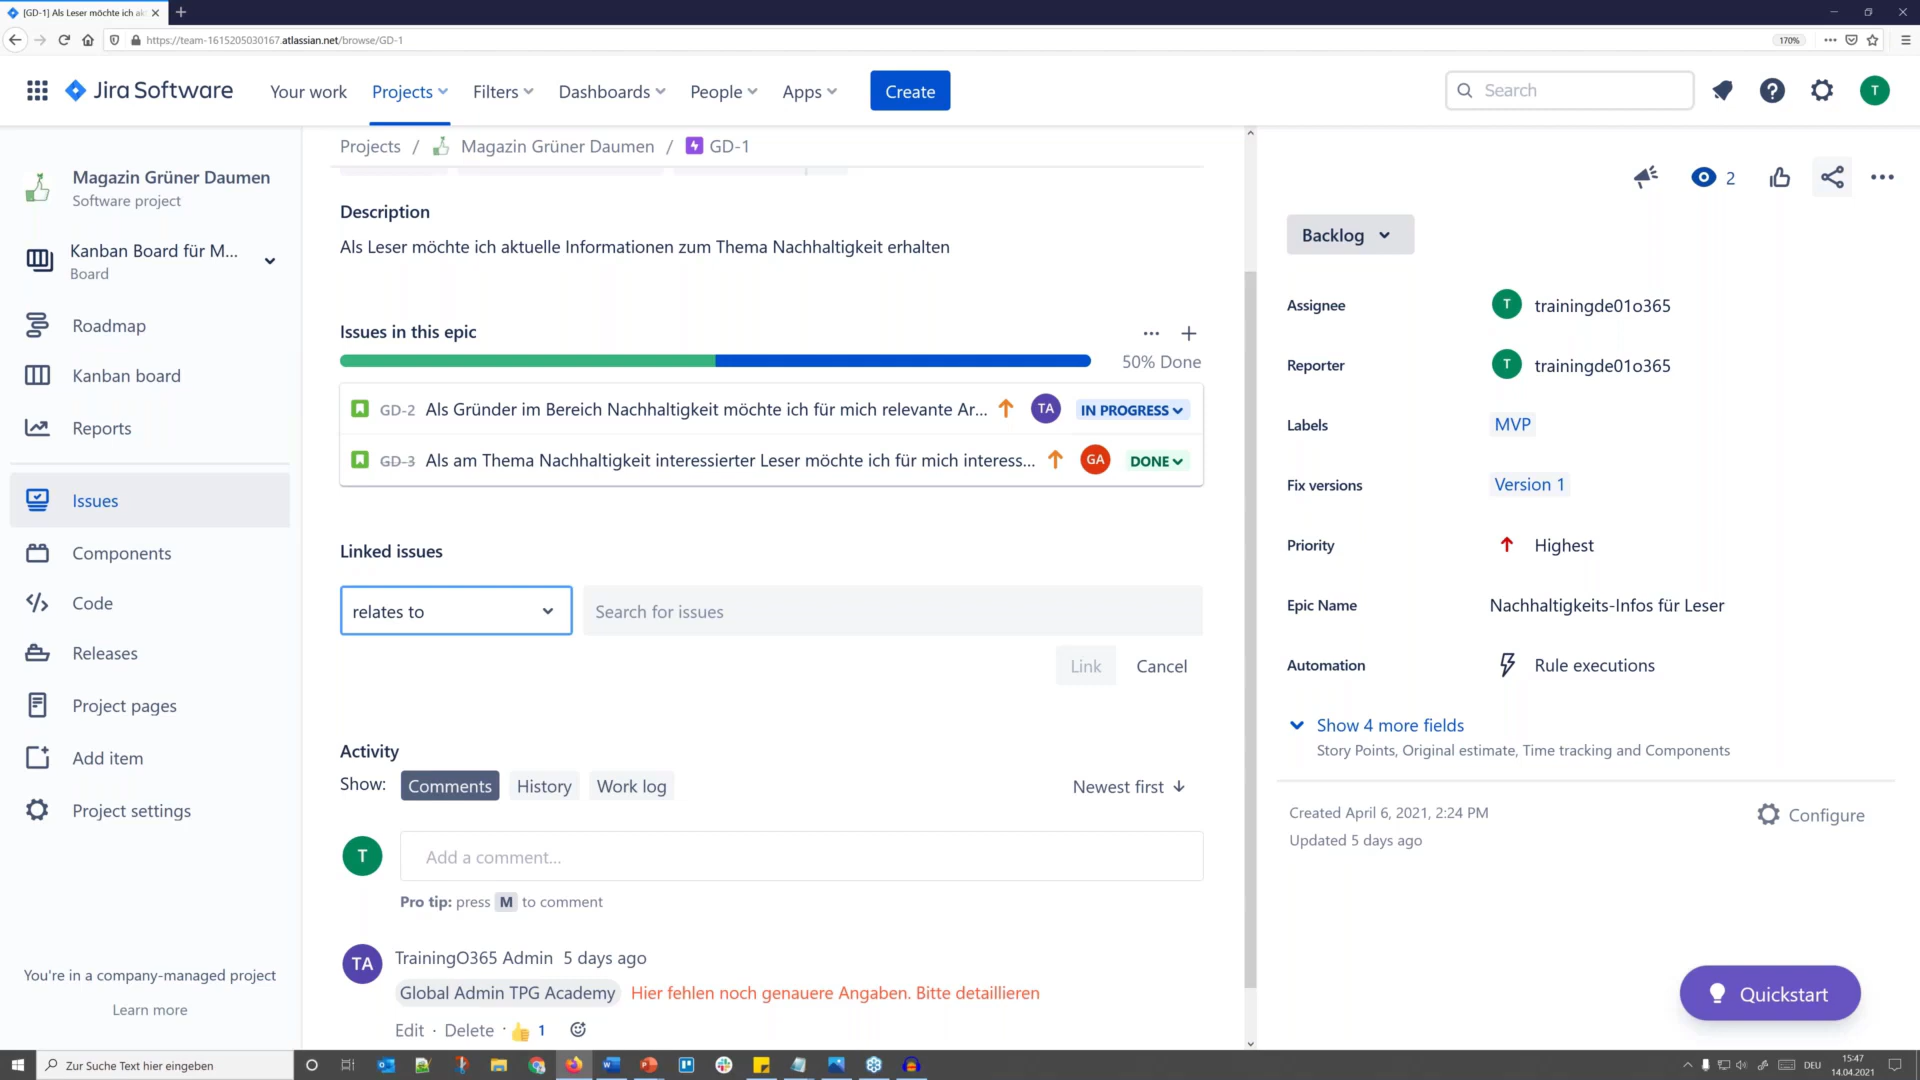 [GD-1] Als Leser möchte ich ak
https://team-1615205030167.atlassian.net/browse/GD-1
170%
Jira Software
Your work
Projects
Filters
Dashboards
People
Apps
Create
Search
T
Magazin Grüner Daumen
Software project
Kanban Board für M...
Board
Roadmap
Kanban board
Reports
Issues
Components
Code
Releases
Project pages
Add item
Project settings
You're in a company-managed project
Learn more
Projects / Magazin Grüner Daumen / GD-1
Description
Als Leser möchte ich aktuelle Informationen zum Thema Nachhaltigkeit erhalten
Issues in this epic
50% Done
GD-2 Als Gründer im Bereich Nachhaltigkeit möchte ich für mich relevante Ar... TA IN PROGRESS
GD-3 Als am Thema Nachhaltigkeit interessierter Leser möchte ich für mich interess... GA DONE
Linked issues
relates to
Search for issues
Link
Cancel
Activity
Show: Comments History Work log
Newest first
T
Add a comment...
Pro tip: press M to comment
TA
TrainingO365 Admin 5 days ago
Global Admin TPG Academy Hier fehlen noch genauere Angaben. Bitte detaillieren
Edit · Delete · 1
2
Backlog
Assignee T trainingde01o365
Reporter T trainingde01o365
Labels MVP
Fix versions Version 1
Priority Highest
Epic Name Nachhaltigkeits-Infos für Leser
Automation Rule executions
Show 4 more fields
Story Points, Original estimate, Time tracking and Components
Created April 6, 2021, 2:24 PM
Updated 5 days ago
Configure
Quickstart
Zur Suche Text hier eingeben
DEU
15:47
14.04.2021